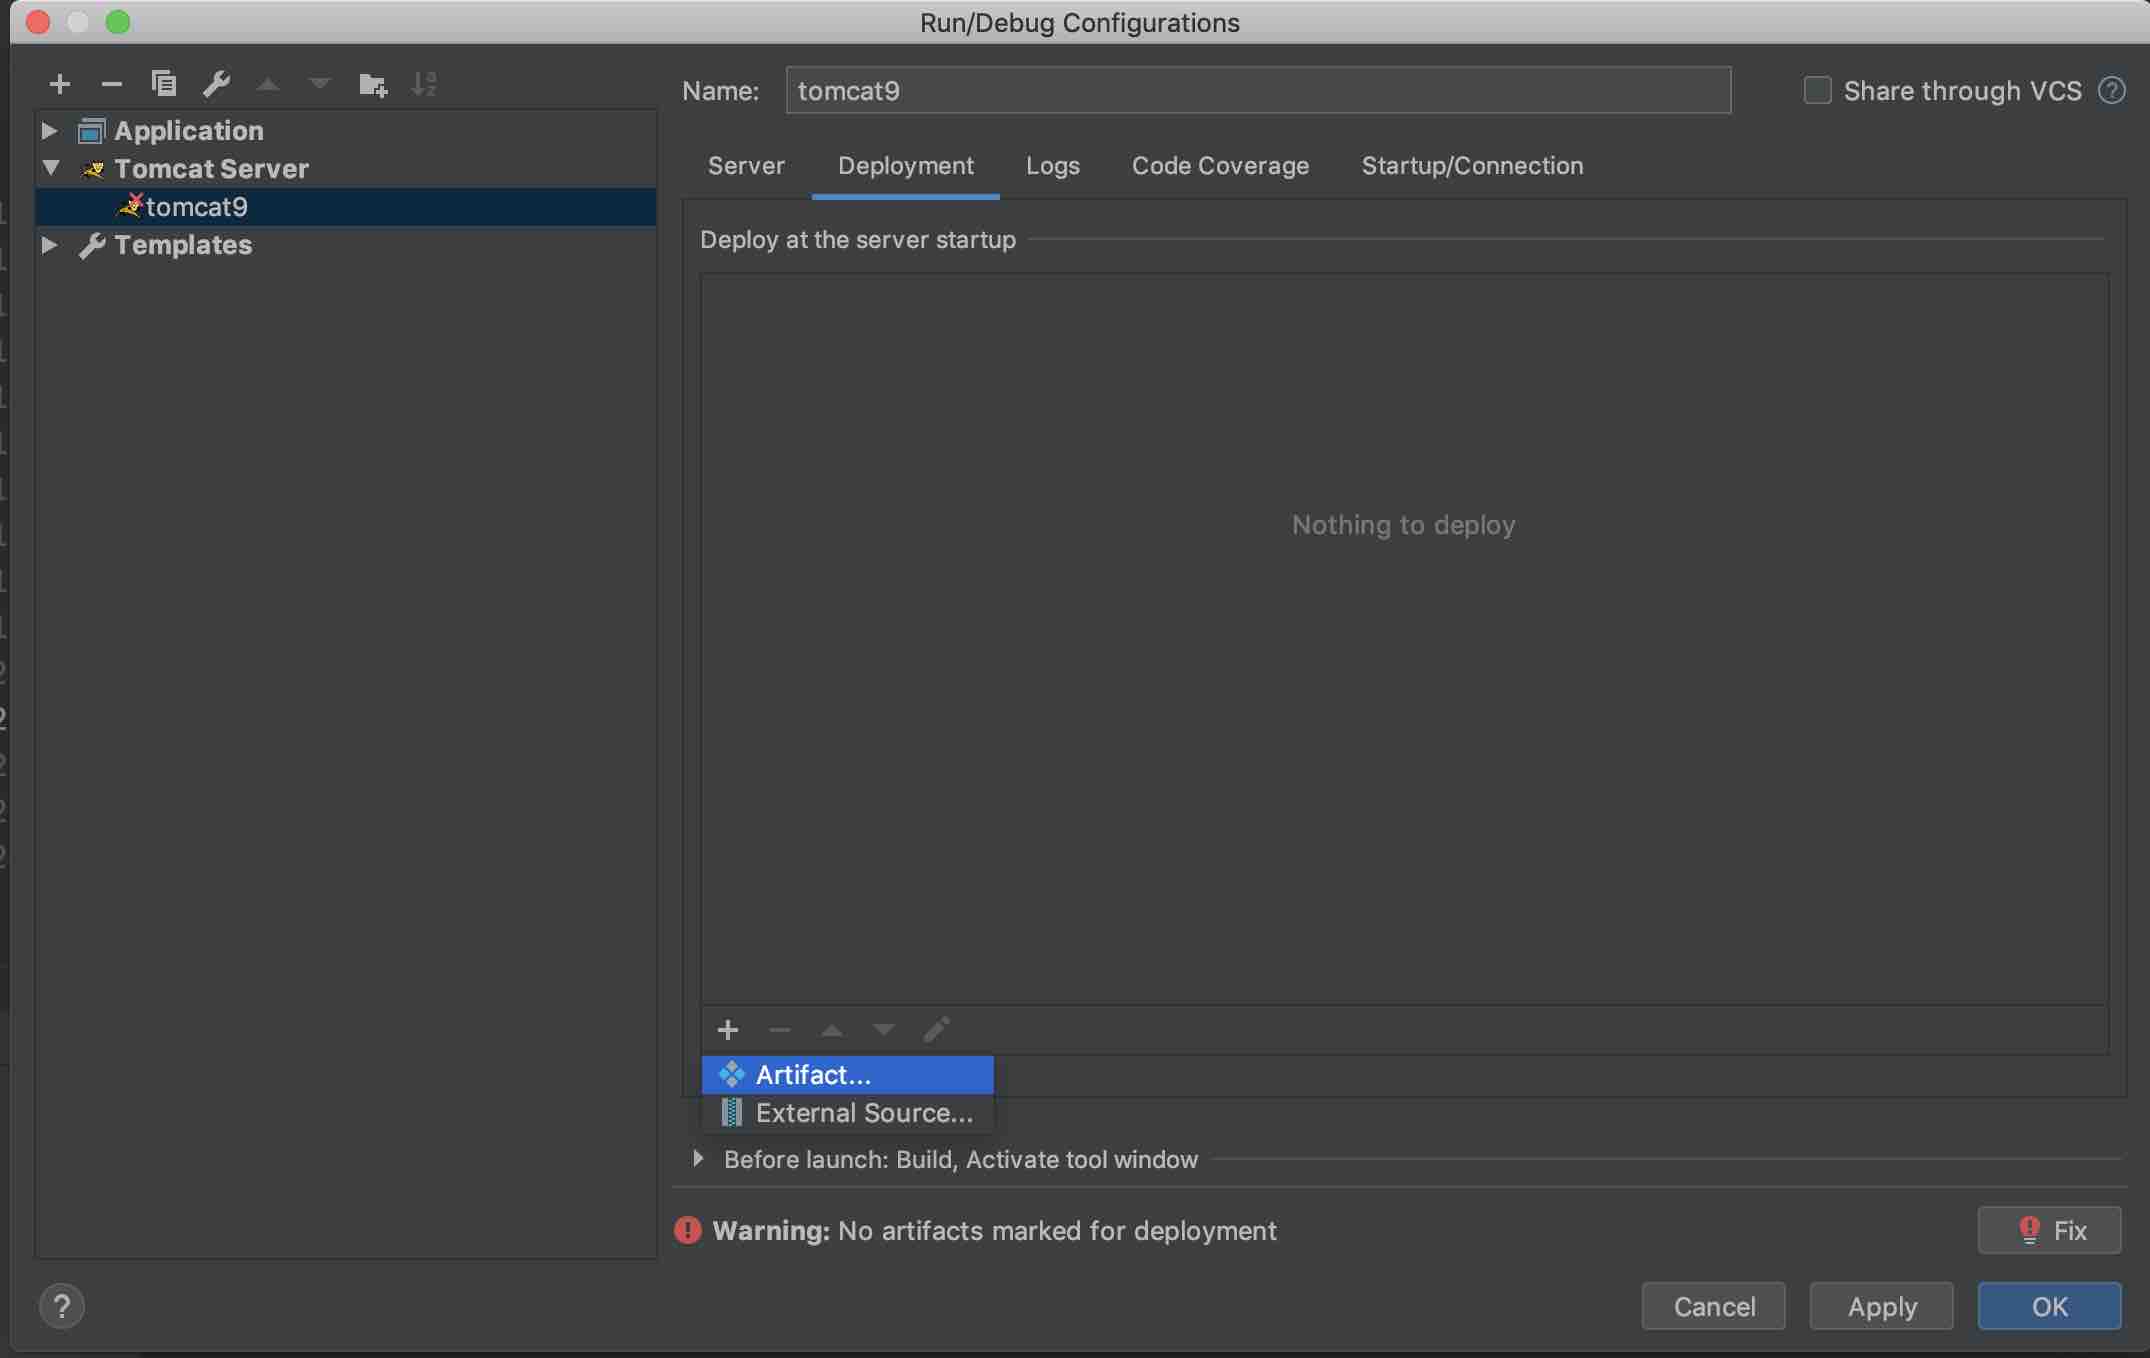 Run/Debug Configurations
Name: tomcat9
Share through VCS ?
Application
Tomcat Server
tomcat9
Templates
Server Deployment Logs Code Coverage Startup/Connection
Deploy at the server startup
Nothing to deploy
Artifact...
External Source...
Before launch: Build, Activate tool window
Warning: No artifacts marked for deployment
Fix
?
Cancel Apply OK